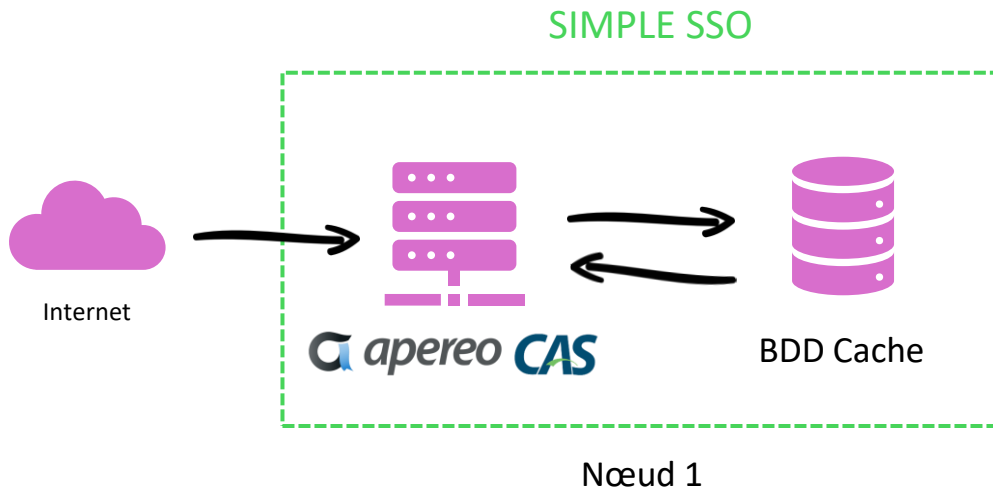 SIMPLE SSO
Internet
apereo CAS
BDD Cache
Nœud 1